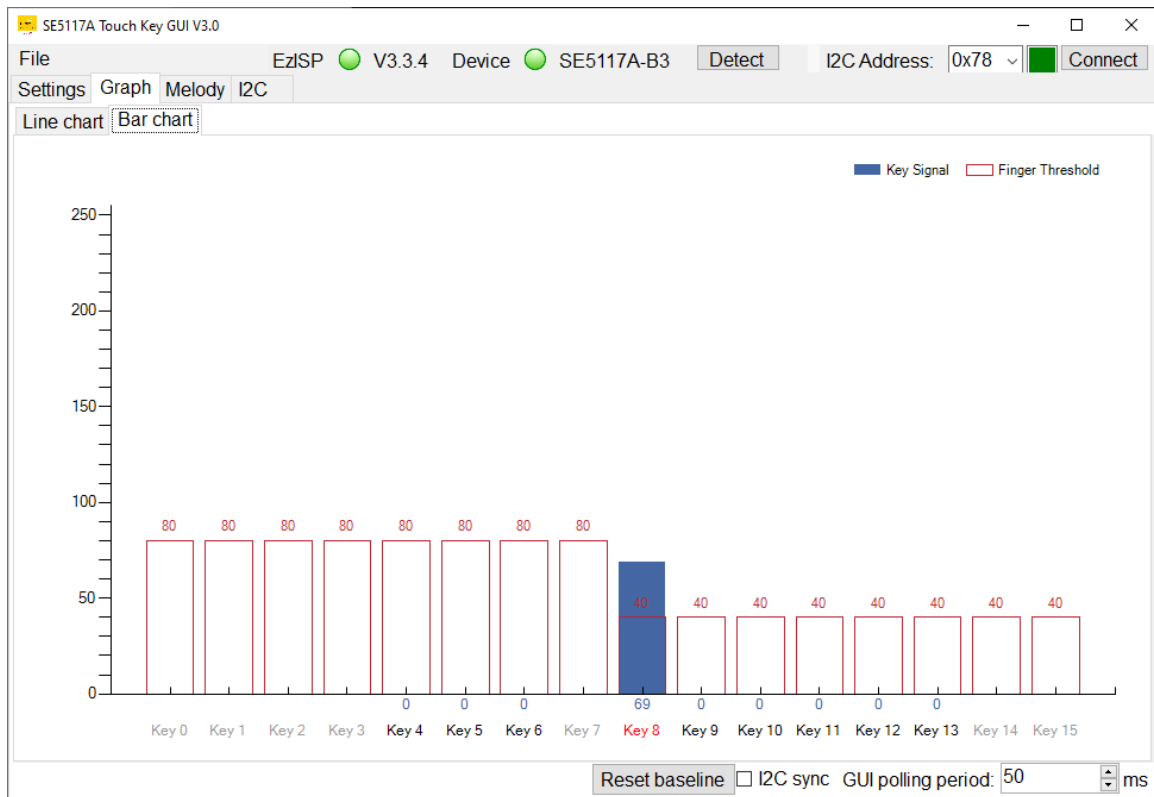 SE5117A Touch Key GUI V3.0
File EzISP V3.3.4 Device SE5117A-B3 Detect I2C Address: 0x78 Connect
Settings Graph Melody I2C
Line chart Bar chart
Key Signal Finger Threshold
250
200
150
100
80 80 80 80 80 80 80 80
50
40 40 40 40 40 40 40 40
0
0 0 0 69 0 0 0 0 0
Key 0 Key 1 Key 2 Key 3 Key 4 Key 5 Key 6 Key 7 Key 8 Key 9 Key 10 Key 11 Key 12 Key 13 Key 14 Key 15
Reset baseline I2C sync GUI polling period: 50 ms